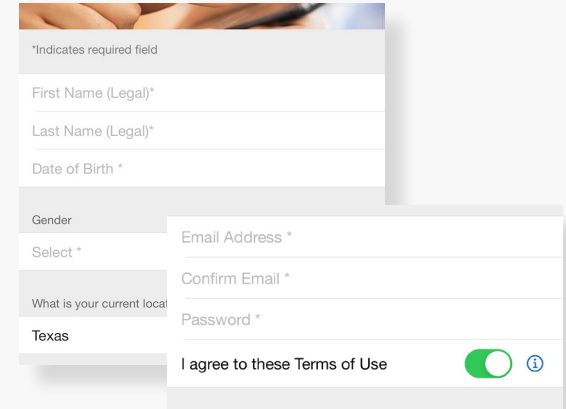 *Indicates required field
First Name (Legal)*
Last Name (Legal)*
Date of Birth *
Gender
Select *
What is your current locat
Texas
Email Address *
Confirm Email *
Password *
I agree to these Terms of Use